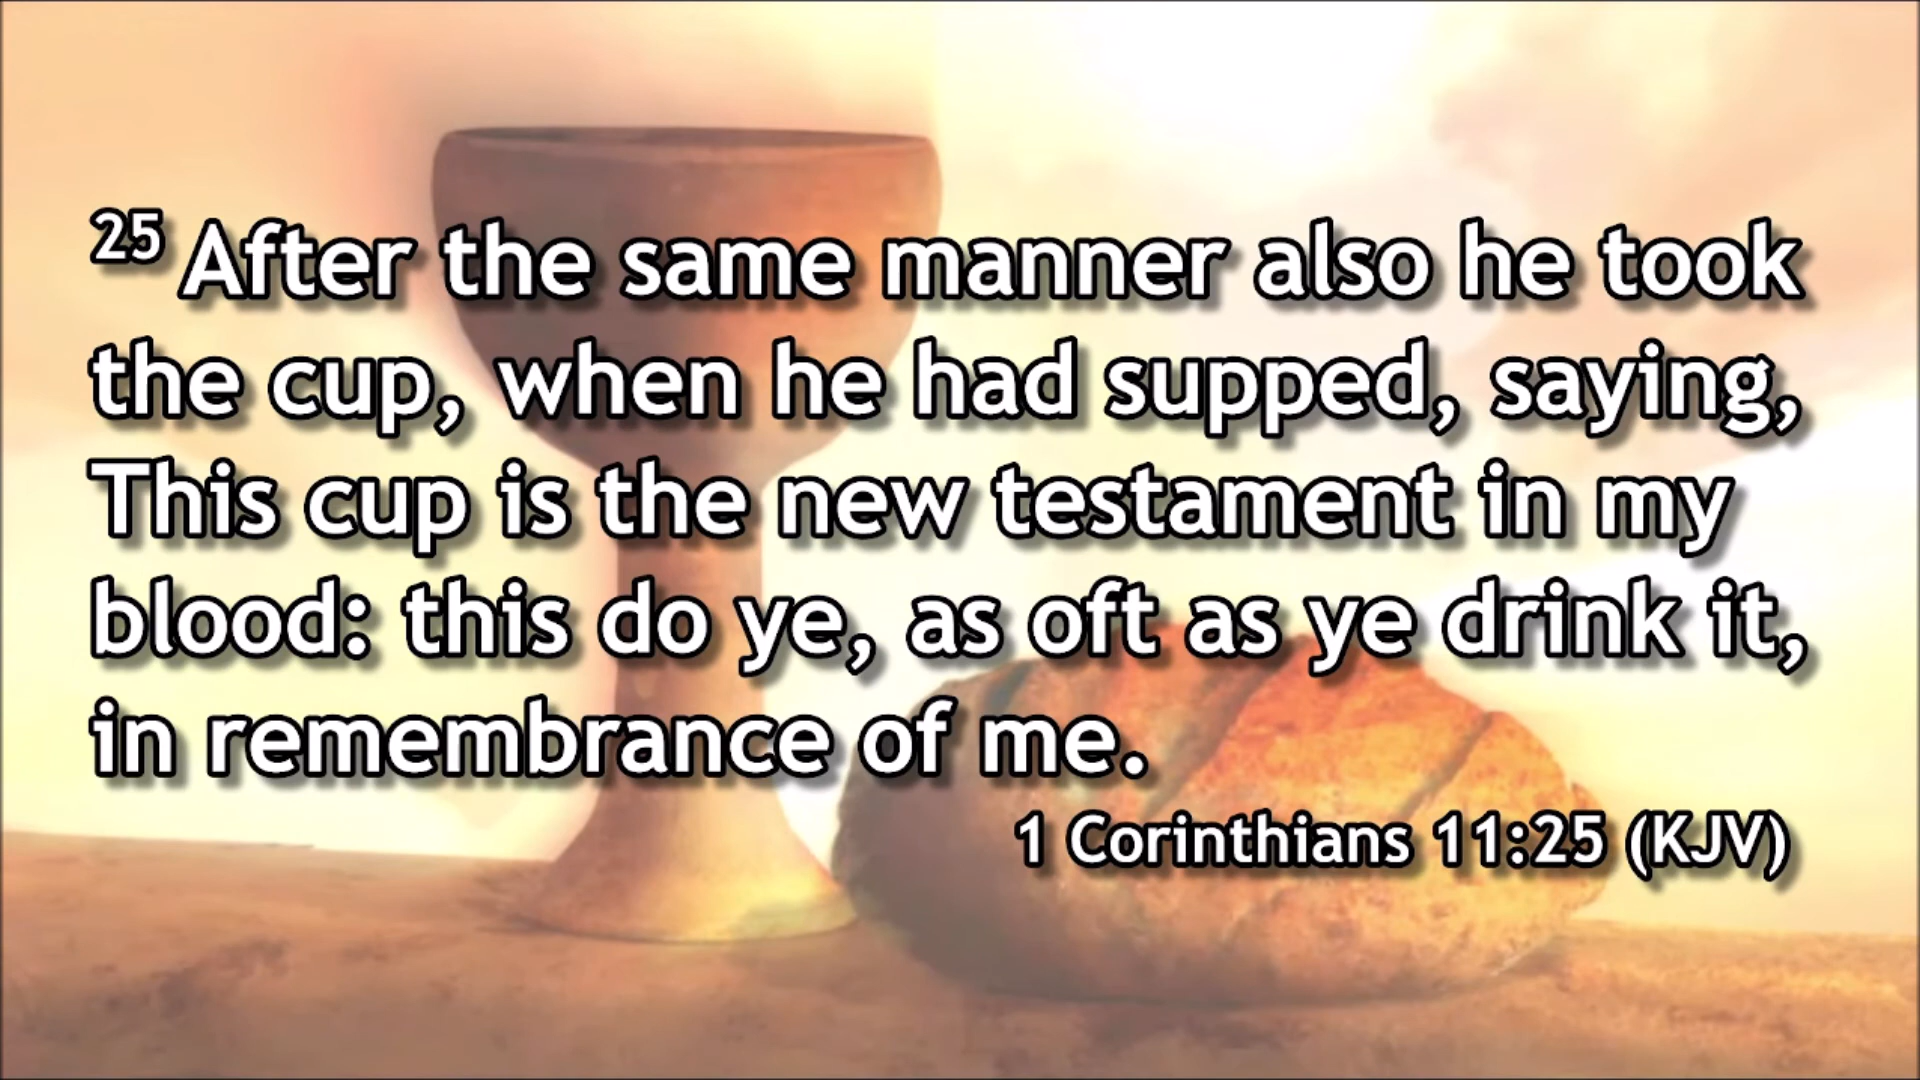 25 After the same manner also he took
the cup, when he had supped, saying,
This cup is the new testament in my
blood: this do ye, as oft as ye drink it,
in remembrance of me.
1 Corinthians 11:25 (KJV)